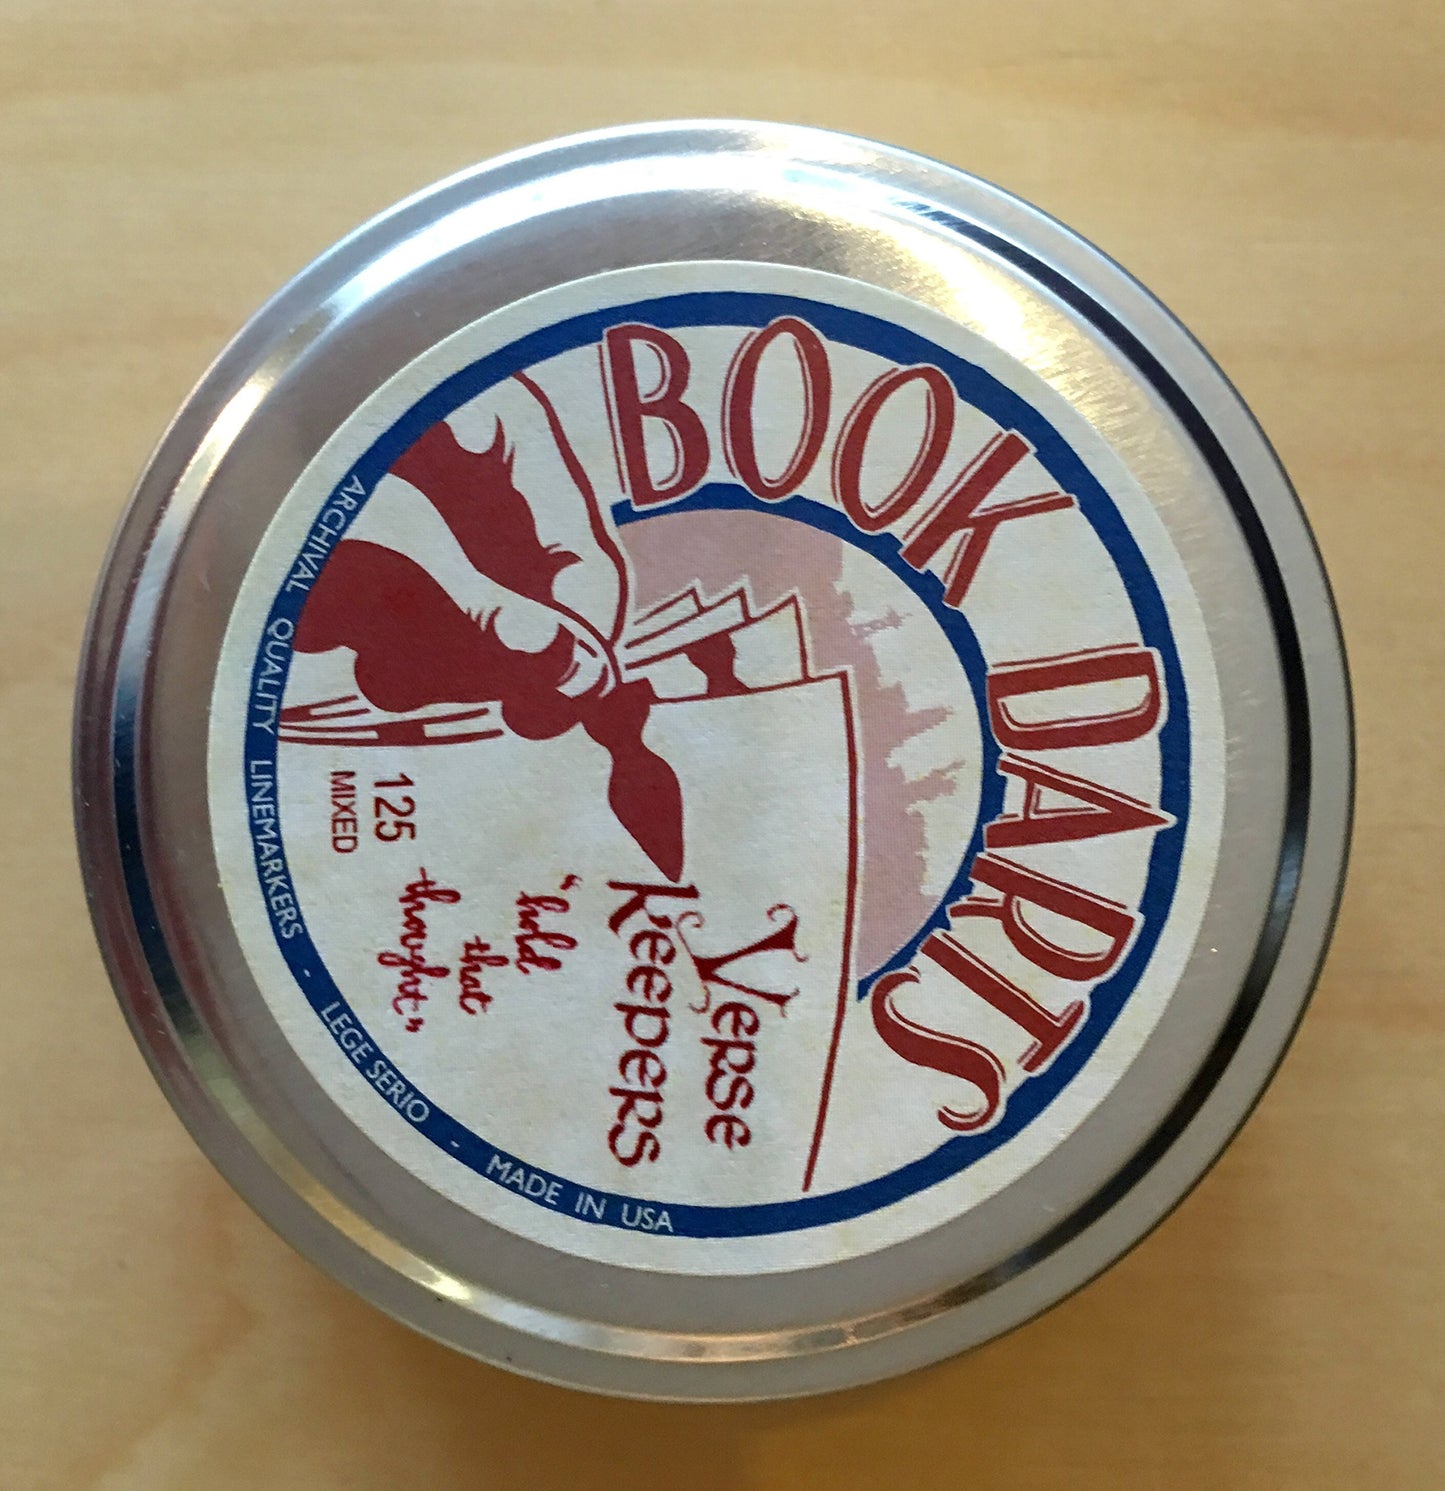 BOOK DARTS
Verse
Keepers
"hold
that
thought"
125
MIXED
ARCHIVAL QUALITY LINEMARKERS - LEGE SERIO - MADE IN USA